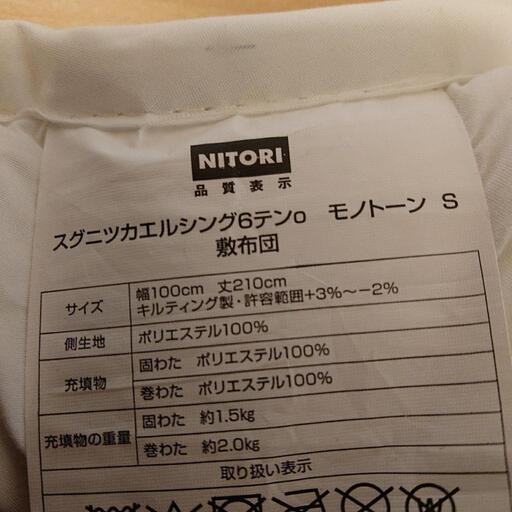 NITORI
品質表示
スグニツカエルシング6テンo モノトーン S
敷布団
サイズ 幅100cm 丈210cm
キルティング製・許容範囲+3%~-2%
側生地 ポリエステル100%
充填物 固わた ポリエステル100%
巻わた ポリエステル100%
充填物の重量 固わた 約1.5kg
巻わた 約2.0kg
取り扱い表示